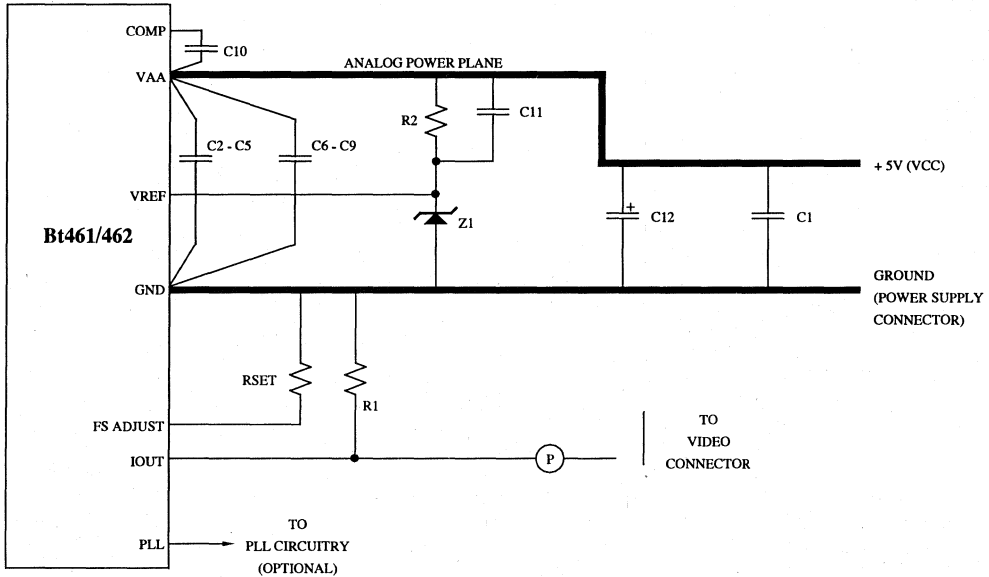 COMP
C10
ANALOG POWER PLANE
VAA
R2
C11
C2 - C5
C6 - C9
+ 5V (VCC)
VREF
Z1
+
C12
C1
Bt461/462
GND
GROUND
(POWER SUPPLY
CONNECTOR)
RSET
R1
FS ADJUST
TO
VIDEO
CONNECTOR
IOUT
P
TO
PLL
PLL CIRCUITRY
(OPTIONAL)